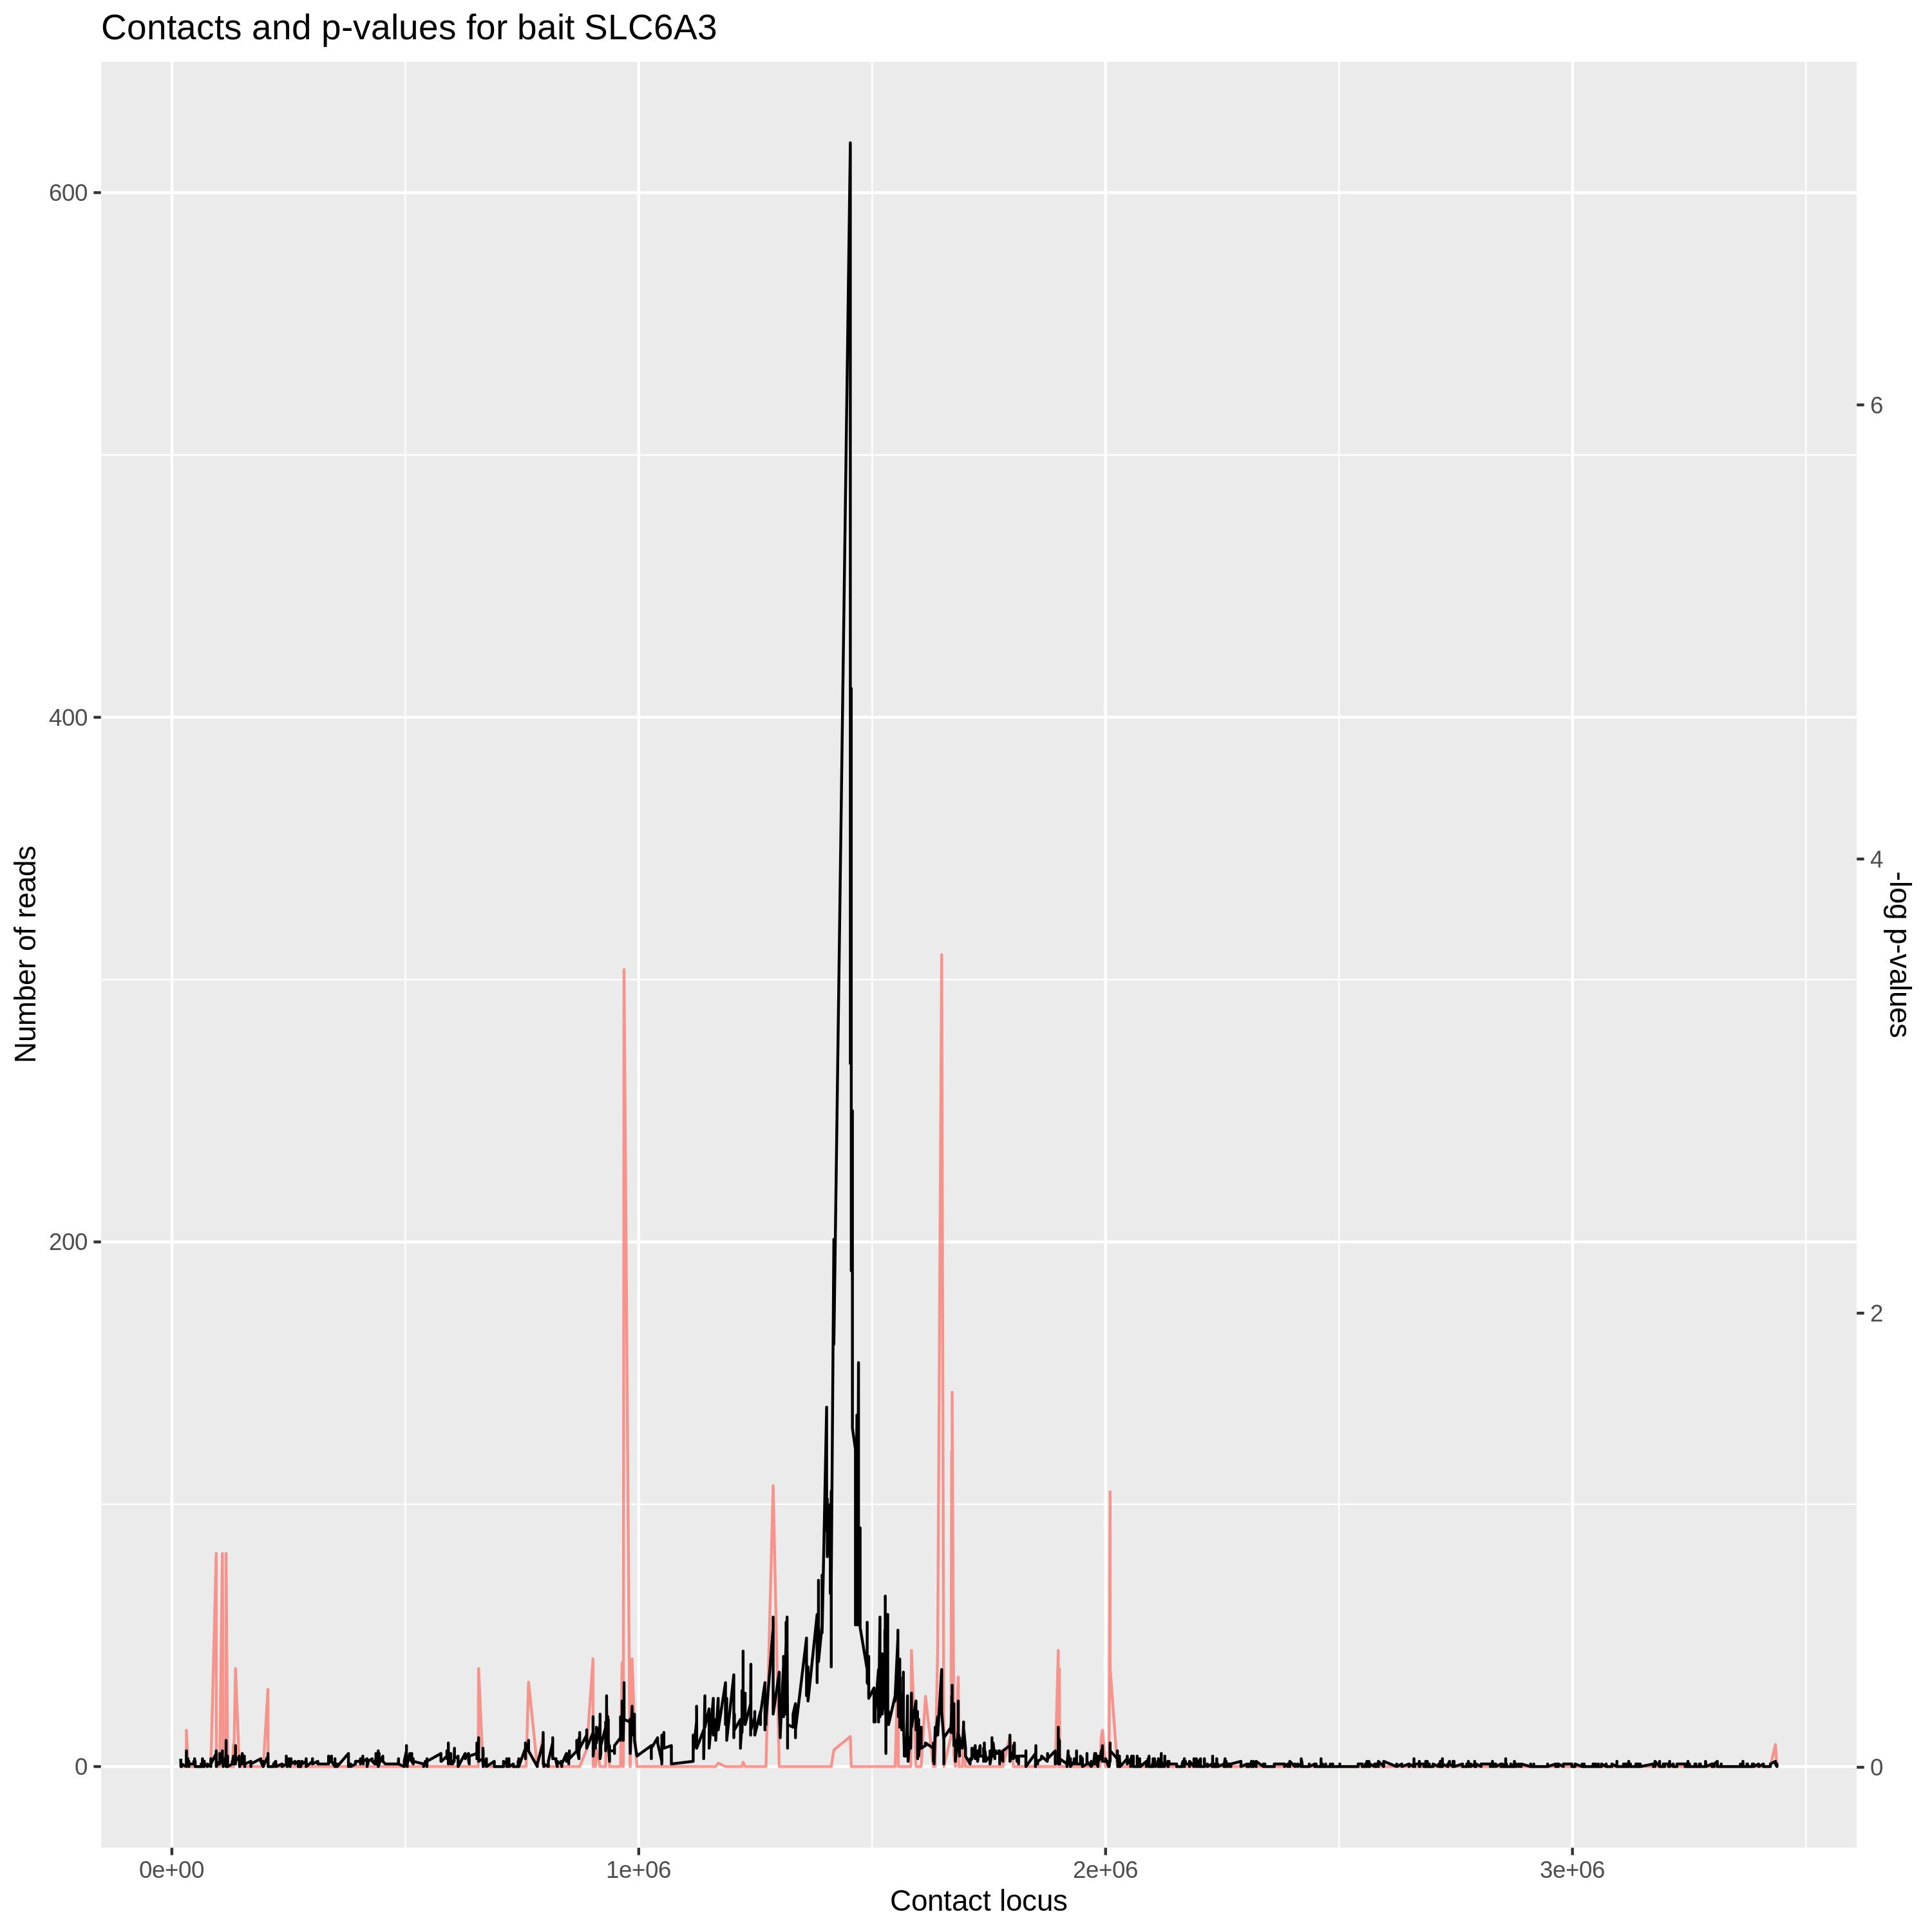 Contacts and p-values for bait SLC6A3
600
400
200
0
Number of reads
6
4
2
0
-log p-values
0e+00
1e+06
2e+06
3e+06
Contact locus